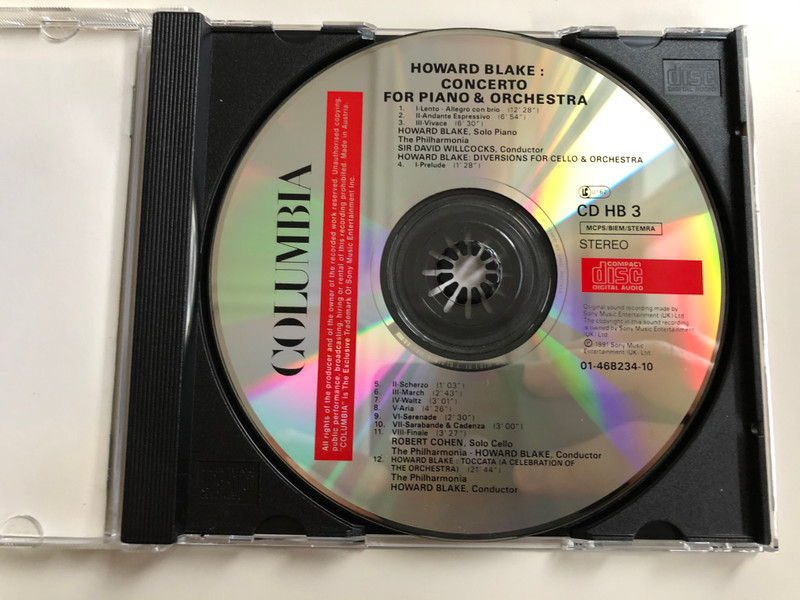 HOWARD BLAKE :
CONCERTO
FOR PIANO & ORCHESTRA
1. I-Lento - Allegro con brio (12'28")
2. II-Andante Espressivo (6'54")
3. III-Vivace (6'30")
HOWARD BLAKE, Solo Piano
The Philharmonia
SIR DAVID WILLCOCKS, Conductor
HOWARD BLAKE: DIVERSIONS FOR CELLO & ORCHESTRA
4. I-Prelude (1'28")
COLUMBIA
All rights of the producer and of the owner of the recorded work reserved. Unauthorised copying,
public performance, broadcasting, hiring or rental of this recording prohibited. Made in Austria
"COLUMBIA" Is The Exclusive Trademark Of Sony Music Entertainment Inc.
LC
CD HB 3
MCPS/BIEM/STEMRA
STEREO
COMPACT
disc
DIGITAL AUDIO
Original sound recording made by
Sony Music Entertainment (UK) Ltd
The copyright in this sound recording
is owned by Sony Music Entertainment
(UK) Ltd.
℗ 1991 Sony Music
Entertainment (UK) Ltd
01-468234-10
5. II-Scherzo (1'03")
6. III-March (2'43")
7. IV-Waltz (3'01")
8. V-Aria (4'26")
9. VI-Serenade (2'30")
10. VII-Sarabande & Cadenza (3'00")
11. VIII-Finale (3'27")
ROBERT COHEN, Solo Cello
The Philharmonia - HOWARD BLAKE, Conductor
12. HOWARD BLAKE : TOCCATA (A CELEBRATION OF
THE ORCHESTRA) (21'44")
The Philharmonia
HOWARD BLAKE, Conductor
disc